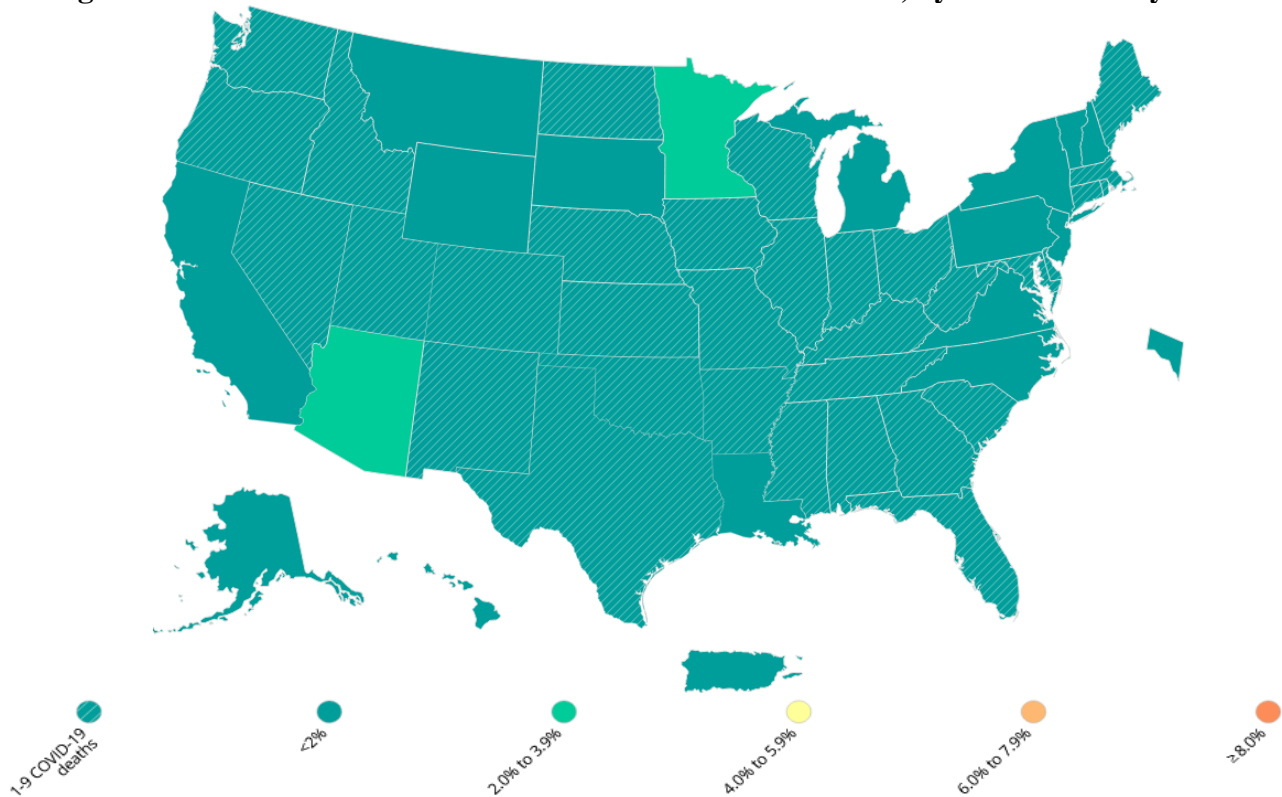 1-9 COVID-19
deaths
<2%
2.0% to 3.9%
4.0% to 5.9%
6.0% to 7.9%
≥8.0%